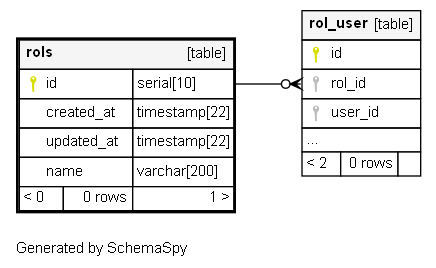 rols [table]
id serial[10]
created_at timestamp[22]
updated_at timestamp[22]
name varchar[200]
< 0 0 rows 1 >
rol_user [table]
id
rol_id
user_id
...
< 2 0 rows
Generated by SchemaSpy